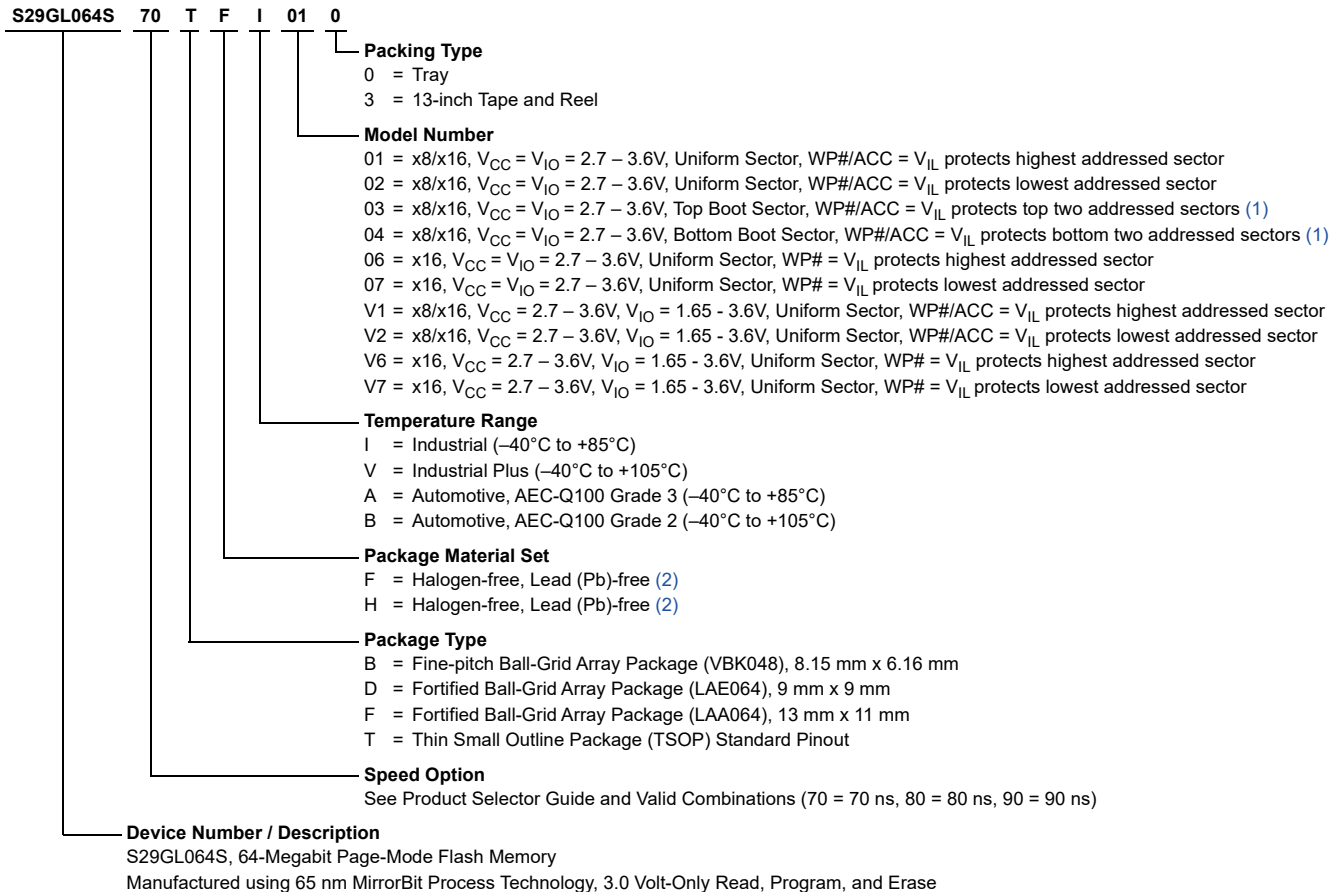 S29GL064S 70 T F I 01 0
Packing Type
0 = Tray
3 = 13-inch Tape and Reel
Model Number
01 = x8/x16, VCC = VIO = 2.7 – 3.6V, Uniform Sector, WP#/ACC = VIL protects highest addressed sector
02 = x8/x16, VCC = VIO = 2.7 – 3.6V, Uniform Sector, WP#/ACC = VIL protects lowest addressed sector
03 = x8/x16, VCC = VIO = 2.7 – 3.6V, Top Boot Sector, WP#/ACC = VIL protects top two addressed sectors (1)
04 = x8/x16, VCC = VIO = 2.7 – 3.6V, Bottom Boot Sector, WP#/ACC = VIL protects bottom two addressed sectors (1)
06 = x16, VCC = VIO = 2.7 – 3.6V, Uniform Sector, WP# = VIL protects highest addressed sector
07 = x16, VCC = VIO = 2.7 – 3.6V, Uniform Sector, WP# = VIL protects lowest addressed sector
V1 = x8/x16, VCC = 2.7 – 3.6V, VIO = 1.65 - 3.6V, Uniform Sector, WP#/ACC = VIL protects highest addressed sector
V2 = x8/x16, VCC = 2.7 – 3.6V, VIO = 1.65 - 3.6V, Uniform Sector, WP#/ACC = VIL protects lowest addressed sector
V6 = x16, VCC = 2.7 – 3.6V, VIO = 1.65 - 3.6V, Uniform Sector, WP# = VIL protects highest addressed sector
V7 = x16, VCC = 2.7 – 3.6V, VIO = 1.65 - 3.6V, Uniform Sector, WP# = VIL protects lowest addressed sector
Temperature Range
I = Industrial (–40°C to +85°C)
V = Industrial Plus (–40°C to +105°C)
A = Automotive, AEC-Q100 Grade 3 (–40°C to +85°C)
B = Automotive, AEC-Q100 Grade 2 (–40°C to +105°C)
Package Material Set
F = Halogen-free, Lead (Pb)-free (2)
H = Halogen-free, Lead (Pb)-free (2)
Package Type
B = Fine-pitch Ball-Grid Array Package (VBK048), 8.15 mm x 6.16 mm
D = Fortified Ball-Grid Array Package (LAE064), 9 mm x 9 mm
F = Fortified Ball-Grid Array Package (LAA064), 13 mm x 11 mm
T = Thin Small Outline Package (TSOP) Standard Pinout
Speed Option
See Product Selector Guide and Valid Combinations (70 = 70 ns, 80 = 80 ns, 90 = 90 ns)
Device Number / Description
S29GL064S, 64-Megabit Page-Mode Flash Memory
Manufactured using 65 nm MirrorBit Process Technology, 3.0 Volt-Only Read, Program, and Erase